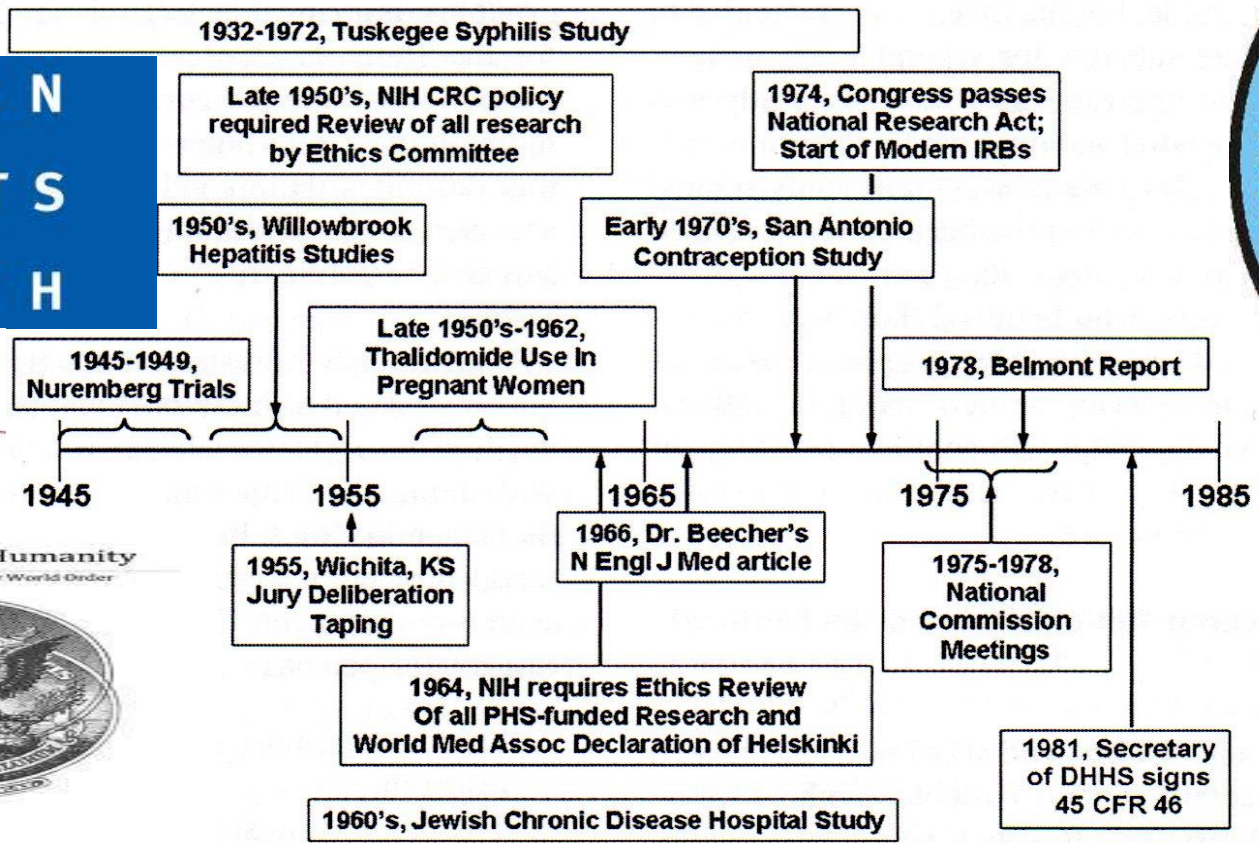 1932-1972, Tuskegee Syphilis Study
N
S
H
Late 1950's, NIH CRC policy
required Review of all research
by Ethics Committee
1974, Congress passes
National Research Act;
Start of Modern IRBs
1950's, Willowbrook
Hepatitis Studies
Early 1970's, San Antonio
Contraception Study
1945-1949,
Nuremberg Trials
Late 1950's-1962,
Thalidomide Use In
Pregnant Women
1978, Belmont Report
1945
1955
1965
1975
1985
Humanity
World Order
1955, Wichita, KS
Jury Deliberation
Taping
1966, Dr. Beecher's
N Engl J Med article
1975-1978,
National
Commission
Meetings
1964, NIH requires Ethics Review
Of all PHS-funded Research and
World Med Assoc Declaration of Helskinki
1981, Secretary
of DHHS signs
45 CFR 46
1960's, Jewish Chronic Disease Hospital Study